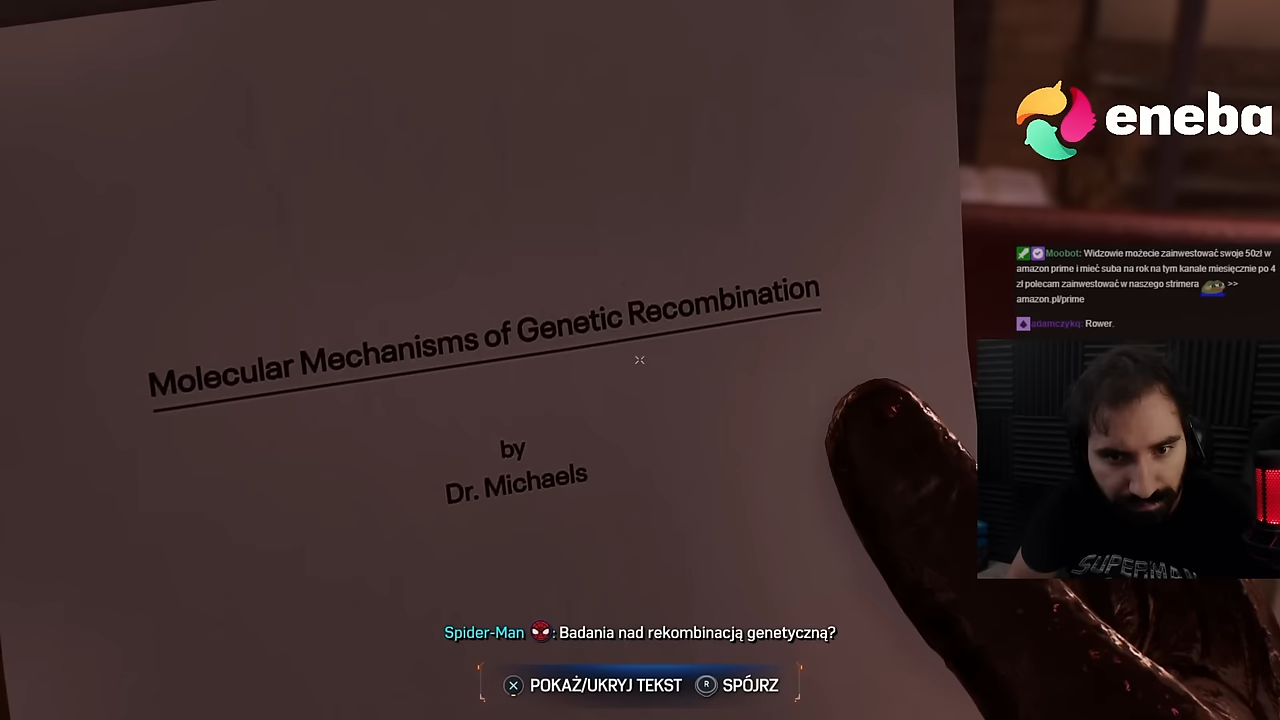 Molecular Mechanisms of Genetic Recombination
by
Dr. Michaels
eneba
Moobot: Widzowie możecie zainwestować swoje 50zł w
amazon prime i mieć suba na rok na tym kanale miesięcznie po 4
zł polecam zainwestować w naszego strimera >>
amazon.pl/prime
adamczykq: Rower.
SUPERMAN
Spider-Man : Badania nad rekombinacją genetyczną?
POKAŻ/UKRYJ TEKST R SPÓJRZ